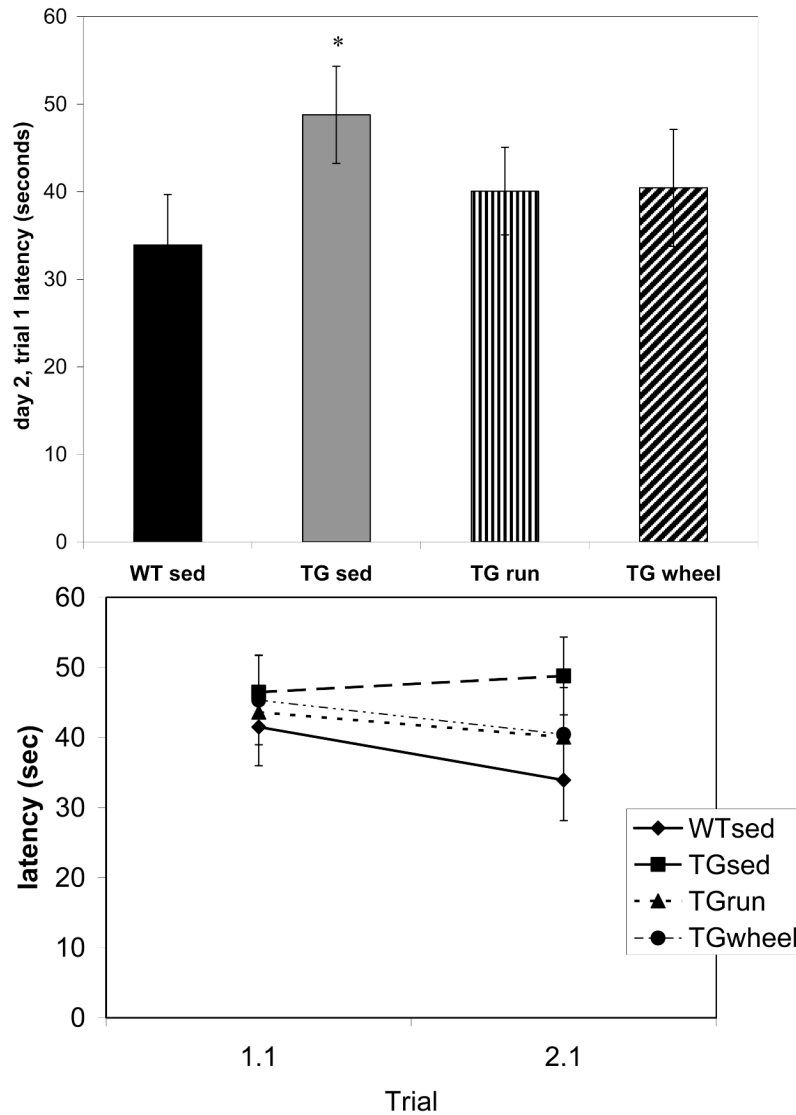 60
*
50
40
30
20
10
0
day 2, trial 1 latency (seconds)
WT sed TG sed TG run TG wheel
60
50
40
30
20
10
0
latency (sec)
WTsed
TGsed
TGrun
TGwheel
1.1 2.1
Trial